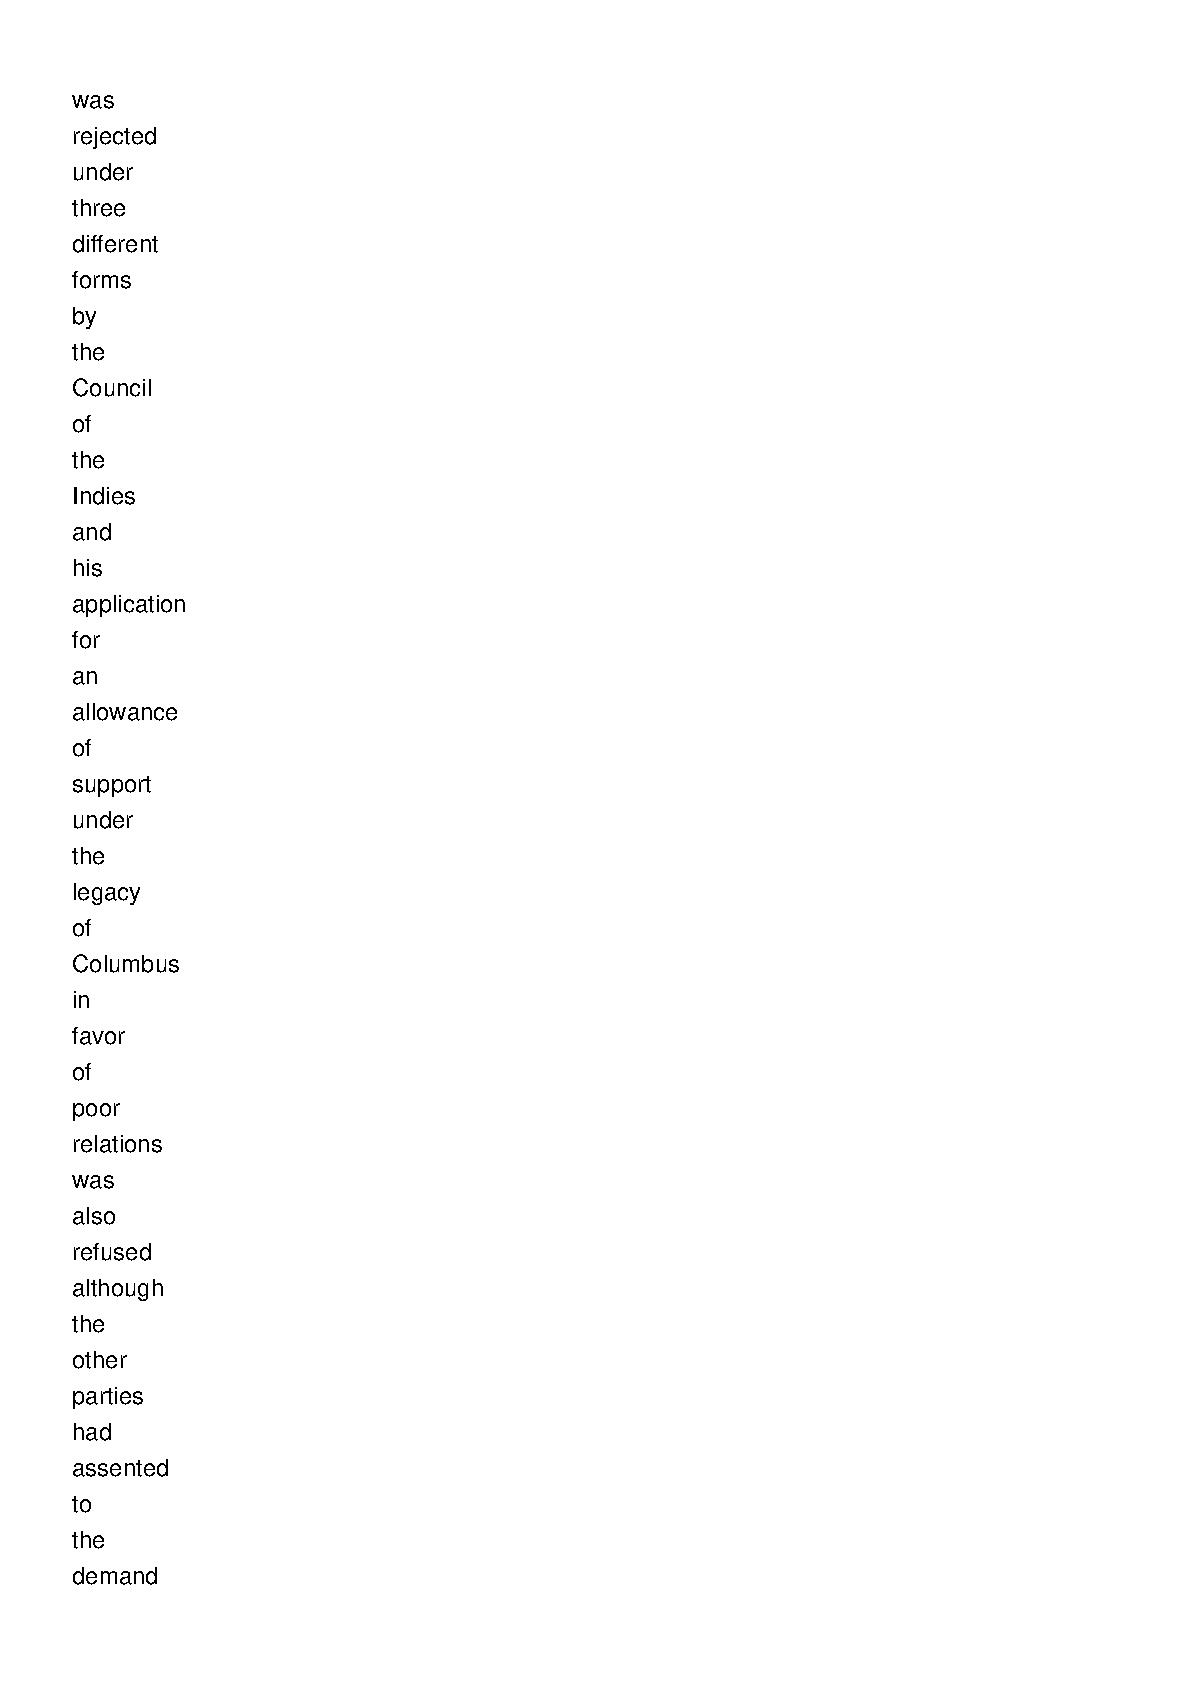 was
rejected
under
three
different
forms
by
the
Council
of
the
Indies
and
his
application
for
an
allowance
of
support
under
the
legacy
of
Columbus
in
favor
of
poor
relations
was
also
refused
although
the
other
parties
had
assented
to
the
demand